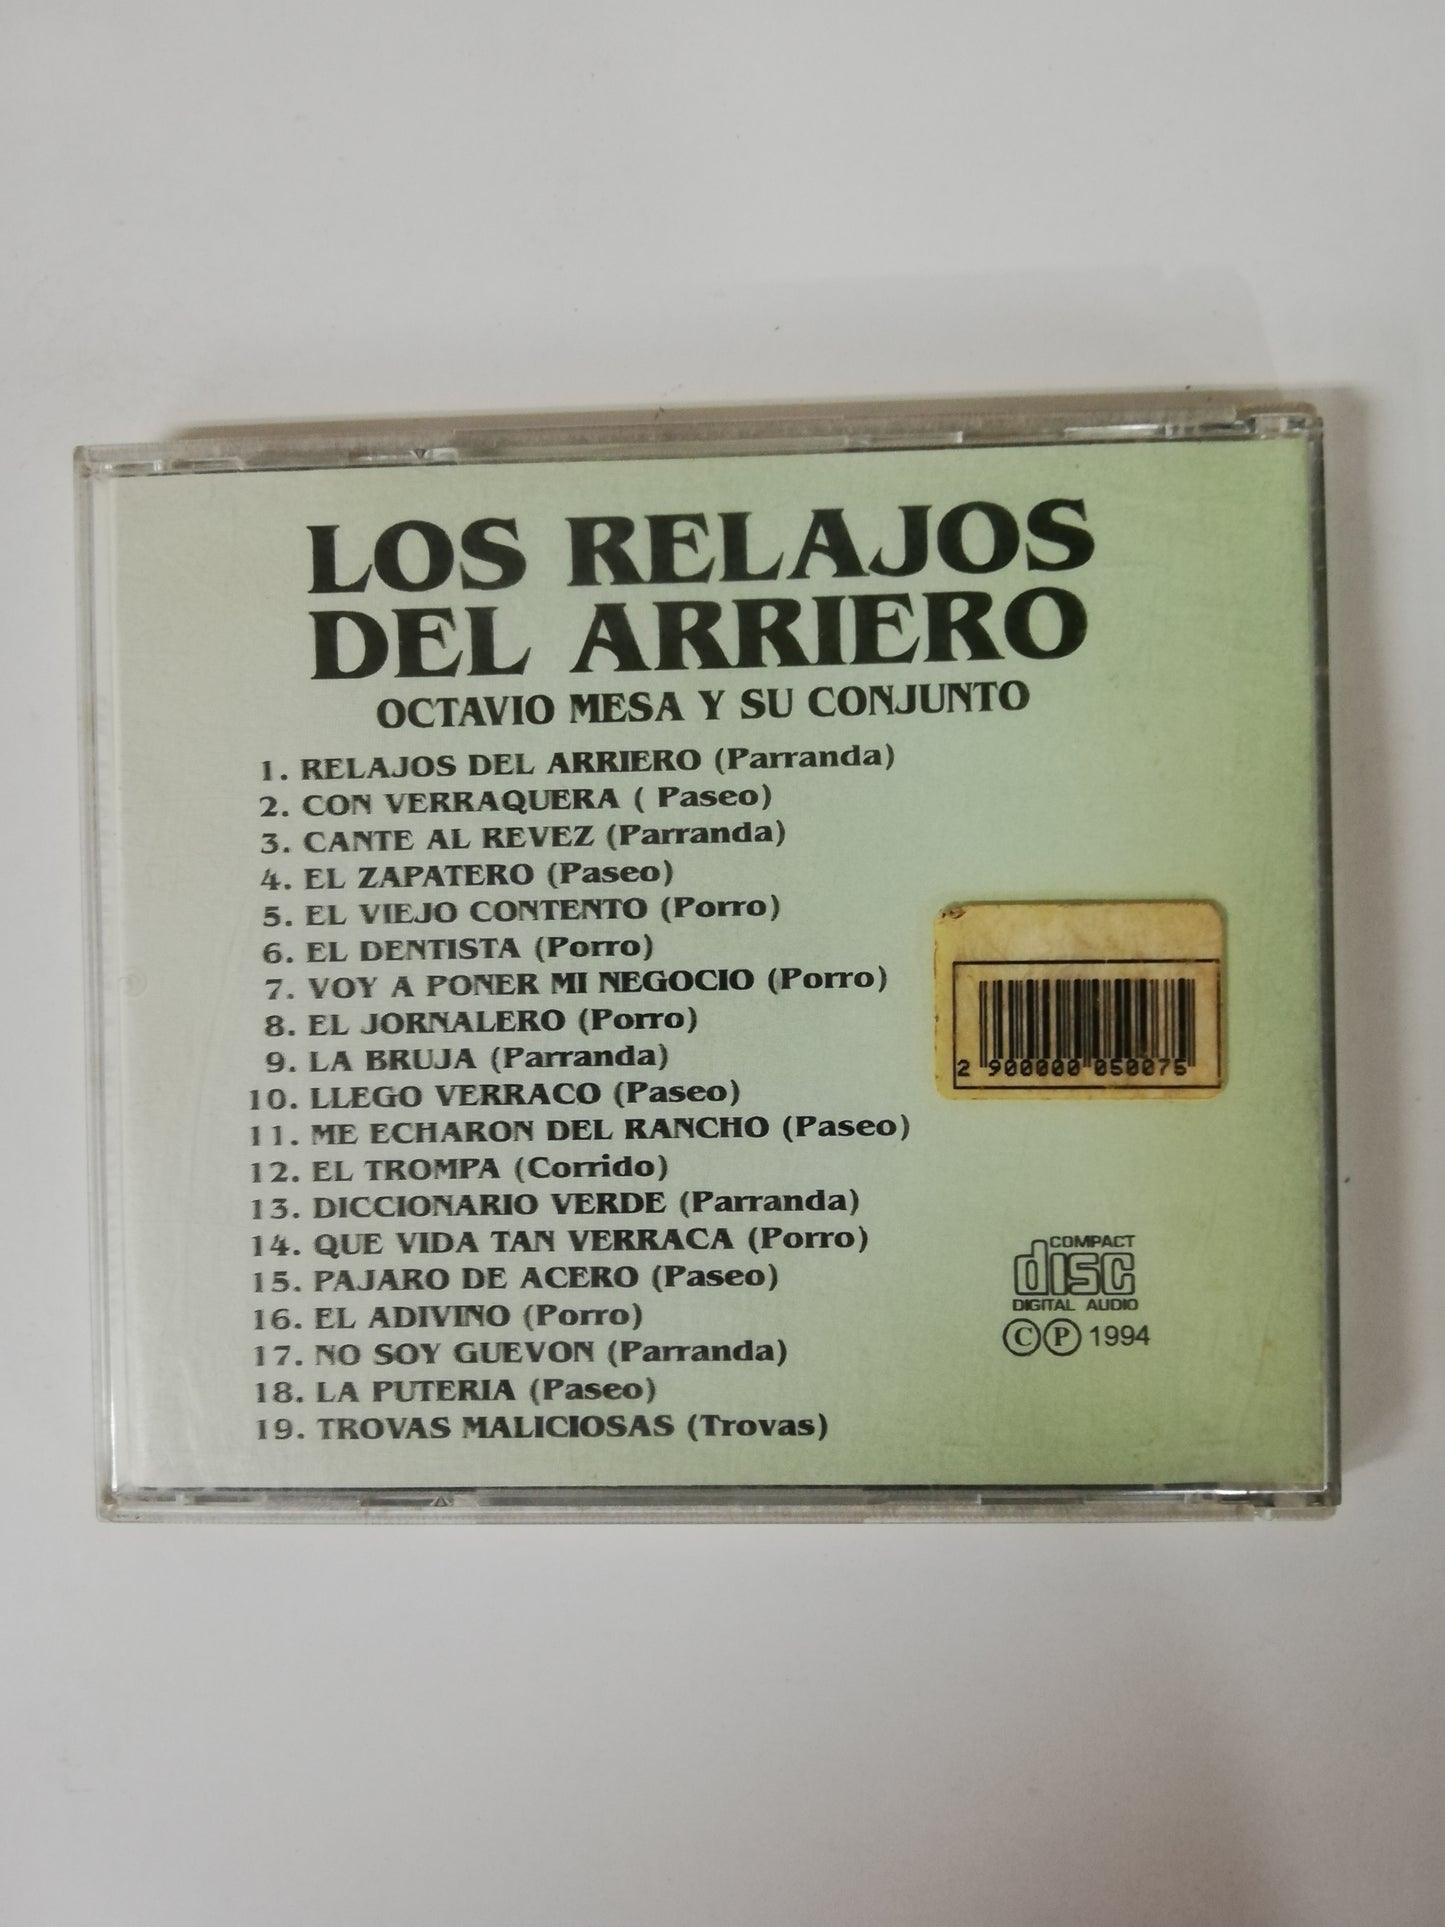 LOS RELAJOS
DEL ARRIERO
OCTAVIO MESA Y SU CONJUNTO
1. RELAJOS DEL ARRIERO (Parranda)
2. CON VERRAQUERA ( Paseo)
3. CANTE AL REVEZ (Parranda)
4. EL ZAPATERO (Paseo)
5. EL VIEJO CONTENTO (Porro)
6. EL DENTISTA (Porro)
7. VOY A PONER MI NEGOCIO (Porro)
8. EL JORNALERO (Porro)
9. LA BRUJA (Parranda)
10. LLEGO VERRACO (Paseo)
11. ME ECHARON DEL RANCHO (Paseo)
12. EL TROMPA (Corrido)
13. DICCIONARIO VERDE (Parranda)
14. QUE VIDA TAN VERRACA (Porro)
15. PAJARO DE ACERO (Paseo)
16. EL ADIVINO (Porro)
17. NO SOY GUEVON (Parranda)
18. LA PUTERIA (Paseo)
19. TROVAS MALICIOSAS (Trovas)
2 900000 050075
COMPACT
disc
DIGITAL AUDIO
Ⓒ Ⓟ 1994